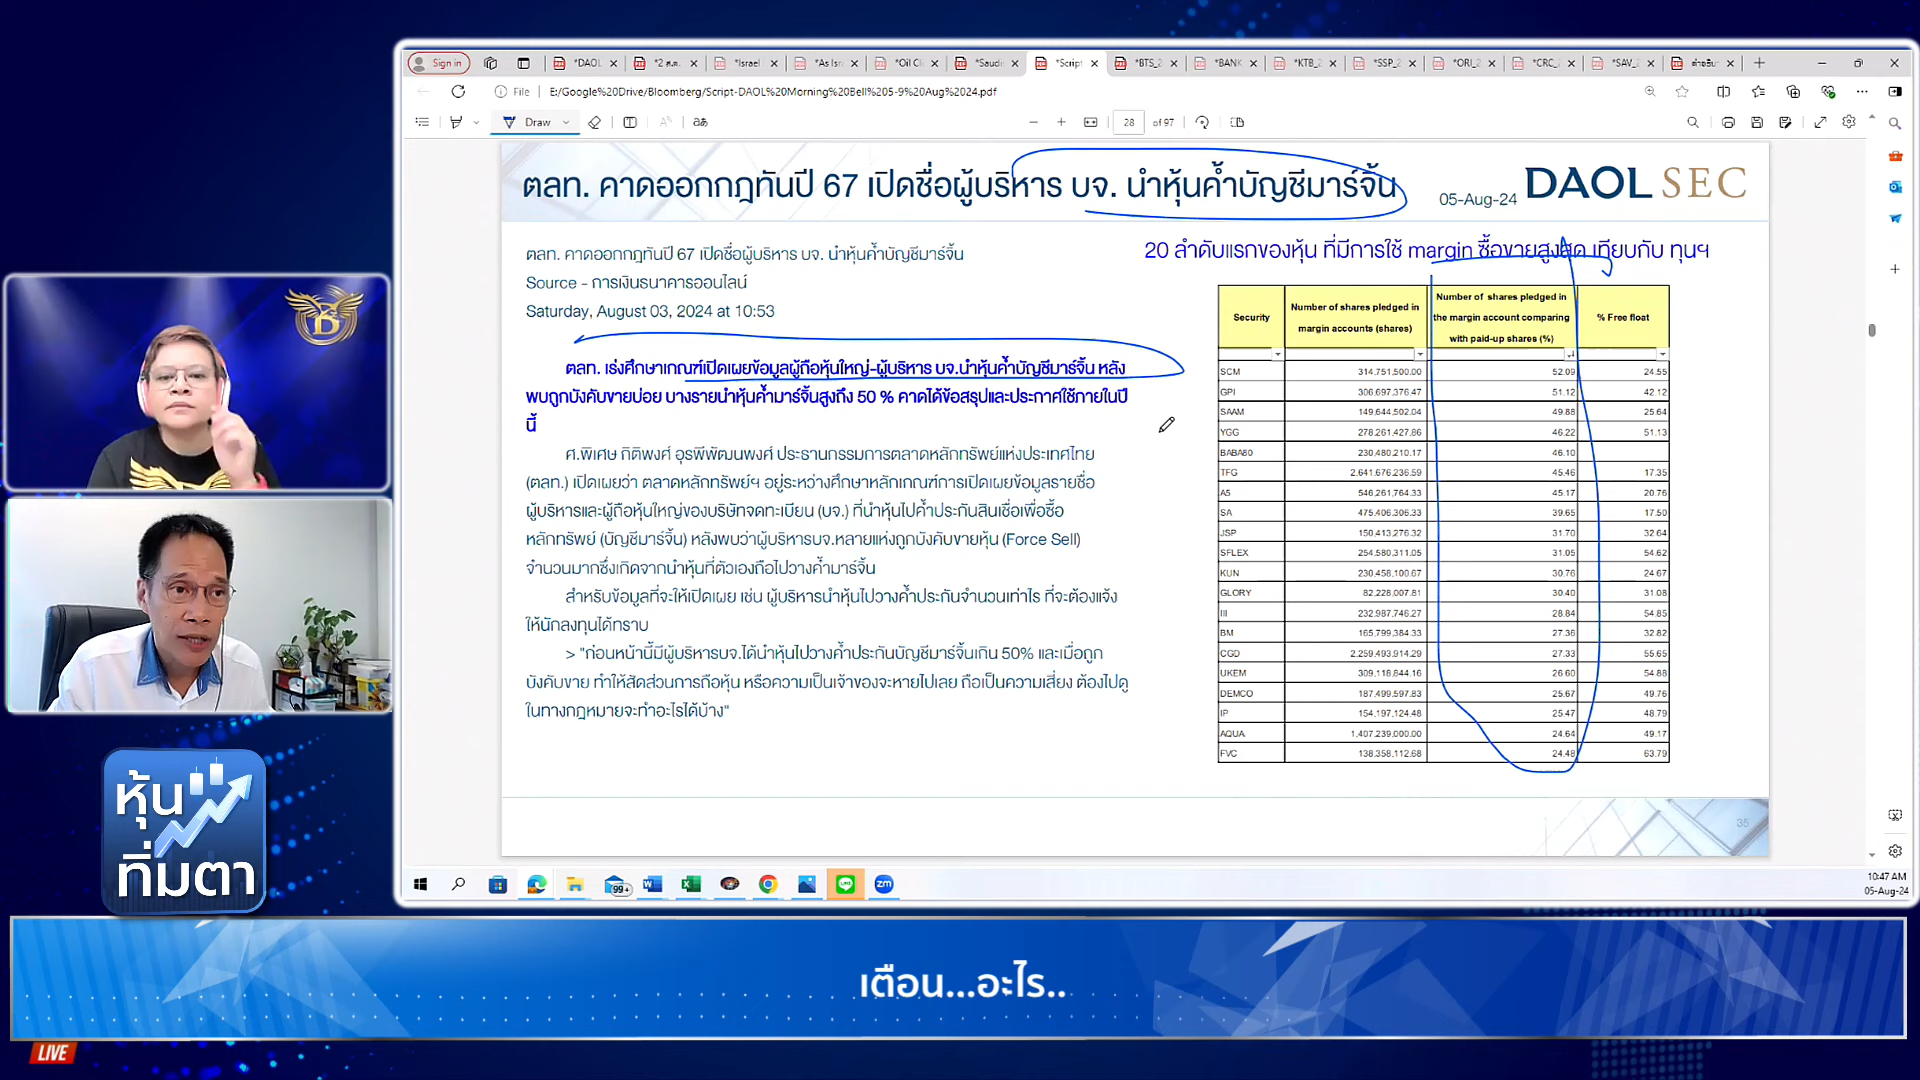 Sign in
*DAOL
*2 ส.ค.
*Israel
*As Isra
*Oil Cl
*Saudi
*Script
*BTS_2
*BANK
*KTB_2
*SSP_2
*ORI_2
*CRC_2
*SAV_2
File E:/Google%20Drive/Bloomberg/Script-DAOL%20Morning%20Bell%205-9%20Aug%2024.pdf
Draw
28 of 97
ตลท. คาดออกกฎทันปี 67 เปิดชื่อผู้บริหาร บจ. นำหุ้นค้ำบัญชีมาร์จิ้น
05-Aug-24
DAOL SEC
ตลท. คาดออกกฎทันปี 67 เปิดชื่อผู้บริหาร บจ. นำหุ้นค้ำบัญชีมาร์จิ้น
Source - การเงินธนาคารออนไลน์
Saturday, August 03, 2024 at 10:53
ตลท. เร่งศึกษาเกณฑ์เปิดเผยข้อมูลผู้ถือหุ้นใหญ่-ผู้บริหาร บจ.นำหุ้นค้ำบัญชีมาร์จิ้น หลัง
พบถูกบังคับขายบ่อย บางรายนำหุ้นค้ำมาร์จิ้นสูงถึง 50 % คาดได้ข้อสรุปและประกาศใช้ภายในปี
นี้
ศ.พิเศษ กิติพงศ์ อุรพีพัฒนพงศ์ ประธานกรรมการตลาดหลักทรัพย์แห่งประเทศไทย
(ตลท.) เปิดเผยว่า ตลาดหลักทรัพย์ฯ อยู่ระหว่างศึกษาหลักเกณฑ์การเปิดเผยข้อมูลรายชื่อ
ผู้บริหารและผู้ถือหุ้นใหญ่ของบริษัทจดทะเบียน (บจ.) ที่นำหุ้นไปค้ำประกันสินเชื่อเพื่อซื้อ
หลักทรัพย์ (บัญชีมาร์จิ้น) หลังพบว่าผู้บริหารบจ.หลายแห่งถูกบังคับขายหุ้น (Force Sell)
จำนวนมากซึ่งเกิดจากนำหุ้นที่ตัวเองถือไปวางค้ำมาร์จิ้น
สำหรับข้อมูลที่จะให้เปิดเผย เช่น ผู้บริหารนำหุ้นไปวางค้ำประกันจำนวนเท่าไร ที่จะต้องแจ้ง
ให้นักลงทุนได้ทราบ
> "ก่อนหน้านี้มีผู้บริหารบจ.ได้นำหุ้นไปวางค้ำประกันบัญชีมาร์จิ้นเกิน 50% และเมื่อถูก
บังคับขาย ทำให้สัดส่วนการถือหุ้น หรือความเป็นเจ้าของจะหายไปเลย ถือเป็นความเสี่ยง ต้องไปดู
ในทางกฎหมายจะทำอะไรได้บ้าง"
20 ลำดับแรกของหุ้น ที่มีการใช้ margin ซื้อขายสูงสุด เทียบกับ ทุนฯ
Security | Number of shares pledged in margin accounts (shares) | Number of shares pledged in the margin account comparing with paid-up shares (%) | % Free float
SCM 314,751,500.00 52.09 24.55
GPI 306,697,376.47 51.12 42.12
SAAM 149,644,502.04 49.88 25.64
YGG 278,261,427.86 46.22 51.13
BABA80 230,480,210.17 46.10
TFG 2,641,676,236.59 45.46 17.35
A5 546,261,764.33 45.17 20.76
SA 475,406,306.33 39.65 17.50
JSP 150,413,276.32 31.70 32.64
SFLEX 254,580,311.05 31.05 54.62
KUN 230,458,100.67 30.76 24.67
GLORY 82,228,007.81 30.40 31.08
III 232,987,746.27 28.84 54.85
BM 165,799,384.33 27.36 32.82
CGD 2,259,493,914.29 27.33 55.65
UKEM 309,118,844.16 26.60 54.88
DEMCO 187,499,597.83 25.67 49.76
IP 154,197,124.48 25.47 48.79
AQUA 1,407,239,000.00 24.64 49.17
FVC 138,358,112.68 24.48 63.79
35
99+
10:47 AM
05-Aug-24
หุ้น
ทิ่มตา
เตือน...อะไร..
LIVE